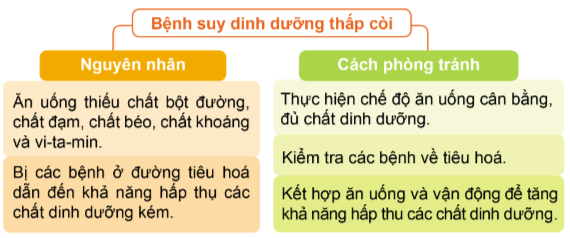 Bệnh suy dinh dưỡng thấp còi
Nguyên nhân
Ăn uống thiếu chất bột đường,
chất đạm, chất béo, chất khoáng
và vi-ta-min.
Bị các bệnh ở đường tiêu hoá
dẫn đến khả năng hấp thụ các
chất dinh dưỡng kém.
Cách phòng tránh
Thực hiện chế độ ăn uống cân bằng,
đủ chất dinh dưỡng.
Kiểm tra các bệnh về tiêu hoá.
Kết hợp ăn uống và vận động để tăng
khả năng hấp thu các chất dinh dưỡng.